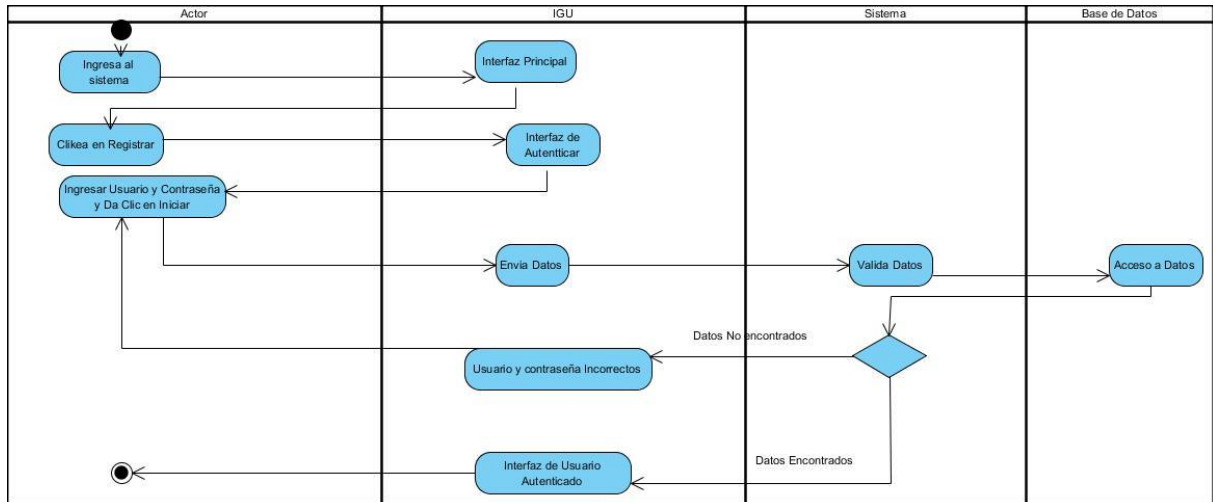 Actor
IGU
Sistema
Base de Datos
Ingresa al
sistema
Interfaz Principal
Clikea en Registrar
Interfaz de
Autentticar
Ingresar Usuario y Contraseña
y Da Clic en Iniciar
Envia Datos
Valida Datos
Acceso a Datos
Datos No encontrados
Usuario y contraseña Incorrectos
Datos Encontrados
Interfaz de Usuario
Autenticado